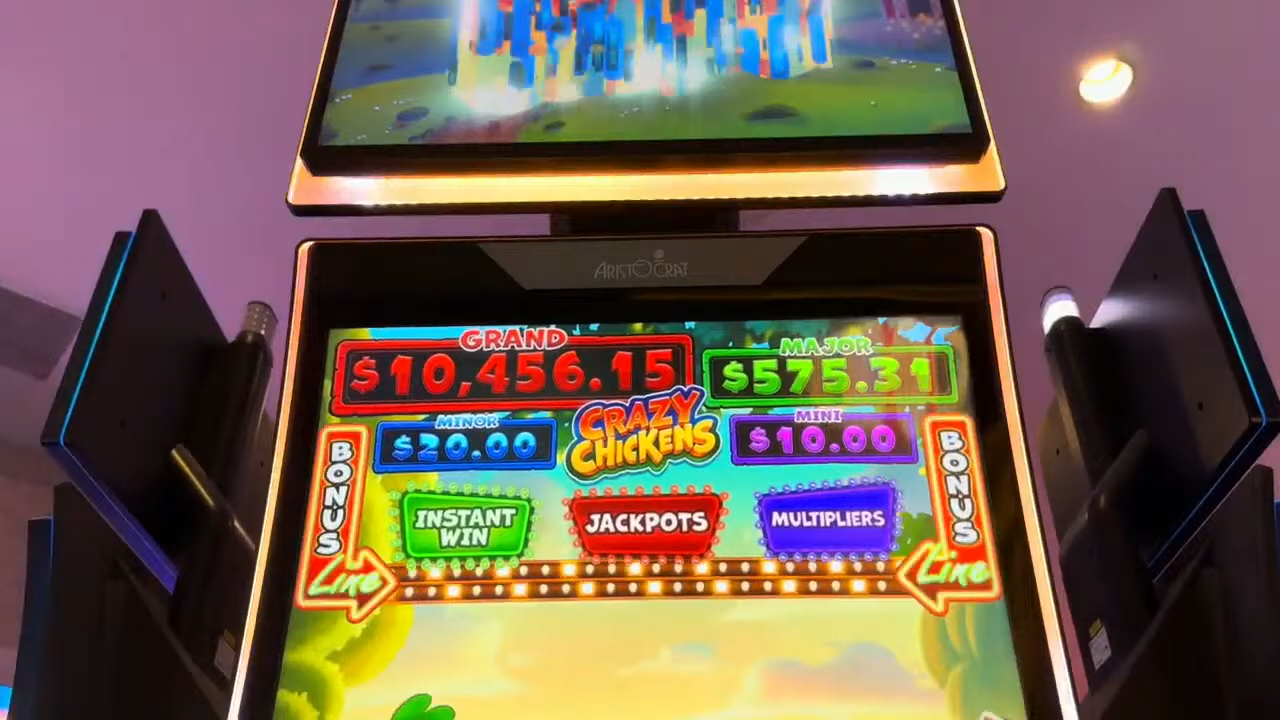 ARISTOCRAT
GRAND
$10,456.15
MAJOR
$575.31
MINOR
$20.00
CRAZY
CHICKENS
MINI
$10.00
BONUS
Line
INSTANT
WIN
JACKPOTS
MULTIPLIERS
BONUS
Line